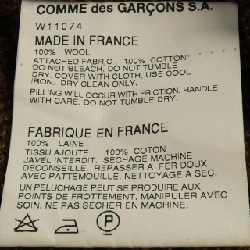 COMME des GARÇONS S.A.
W11074
MADE IN FRANCE
100% WOOL
ATTACHED FABRIC, 100% COTTON
DO NOT BLEACH, DO NOT TUMBLE
DRY, COVER WITH CLOTH, USE COOL
IRON, DRY CLEAN ONLY.
PILLING WILL OCCUR WITH FRICTION. HANDLE
WITH CARE. DO NOT TUMBLE DRY.
FABRIQUE EN FRANCE
100% LAINE
TISSU AJOUTE 100% COTON
JAVEL INTERDIT, SECHAGE MACHINE
DECONSEILLE, REPASSER A FER DOUX
AVEC PATTEMOUILLE, NETTOYAGE A SEC.
UN PELUCHAGE PEUT SE PRODUIRE AUX
POINTS DE FROTTEMENT, MANIPULER AVEC
SOIN. NE PAS SECHER EN MACHINE.
P